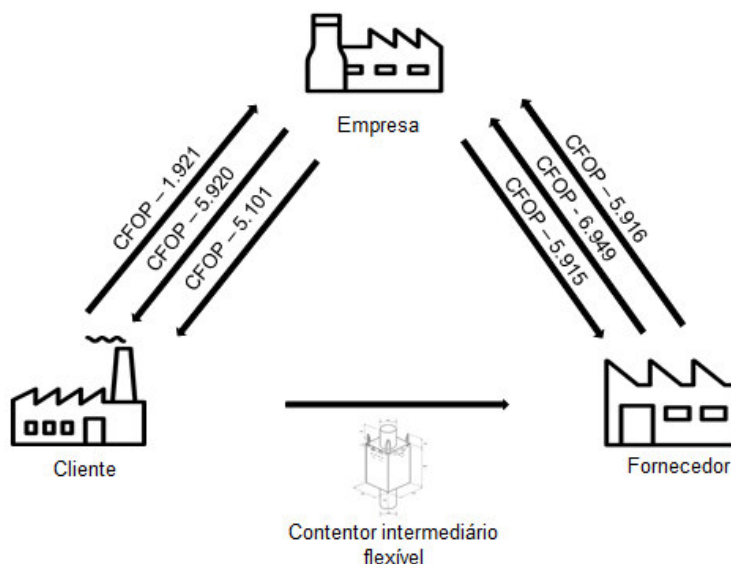 Empresa
CFOP – 1.921
CFOP – 5.920
CFOP – 5.101
CFOP – 5.915
CFOP - 6.949
CFOP – 5.916
Cliente
Fornecedor
Contentor intermediário
flexível